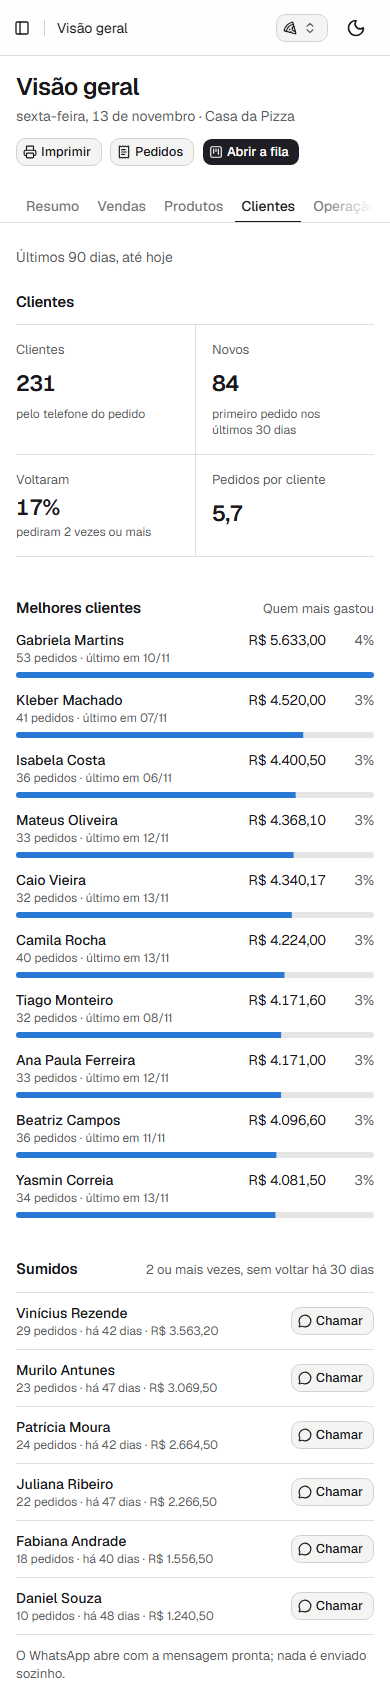 Visão geral
Visão geral
sexta-feira, 13 de novembro · Casa da Pizza
Imprimir
Pedidos
Abrir a fila
Resumo
Vendas
Produtos
Clientes
Operaçã
Últimos 90 dias, até hoje
Clientes
Clientes
231
pelo telefone do pedido
Novos
84
primeiro pedido nos
últimos 30 dias
Voltaram
17%
pediram 2 vezes ou mais
Pedidos por cliente
5,7
Melhores clientes
Quem mais gastou
Gabriela Martins R$ 5.633,00 4%
53 pedidos · último em 10/11
Kleber Machado R$ 4.520,00 3%
41 pedidos · último em 07/11
Isabela Costa R$ 4.400,50 3%
36 pedidos · último em 06/11
Mateus Oliveira R$ 4.368,10 3%
33 pedidos · último em 12/11
Caio Vieira R$ 4.340,17 3%
32 pedidos · último em 13/11
Camila Rocha R$ 4.224,00 3%
40 pedidos · último em 13/11
Tiago Monteiro R$ 4.171,60 3%
32 pedidos · último em 08/11
Ana Paula Ferreira R$ 4.171,00 3%
33 pedidos · último em 12/11
Beatriz Campos R$ 4.096,60 3%
36 pedidos · último em 11/11
Yasmin Correia R$ 4.081,50 3%
34 pedidos · último em 13/11
Sumidos
2 ou mais vezes, sem voltar há 30 dias
Vinícius Rezende
29 pedidos · há 42 dias · R$ 3.563,20
Chamar
Murilo Antunes
23 pedidos · há 47 dias · R$ 3.069,50
Chamar
Patrícia Moura
24 pedidos · há 42 dias · R$ 2.664,50
Chamar
Juliana Ribeiro
22 pedidos · há 47 dias · R$ 2.266,50
Chamar
Fabiana Andrade
18 pedidos · há 40 dias · R$ 1.556,50
Chamar
Daniel Souza
10 pedidos · há 48 dias · R$ 1.240,50
Chamar
O WhatsApp abre com a mensagem pronta; nada é enviado
sozinho.